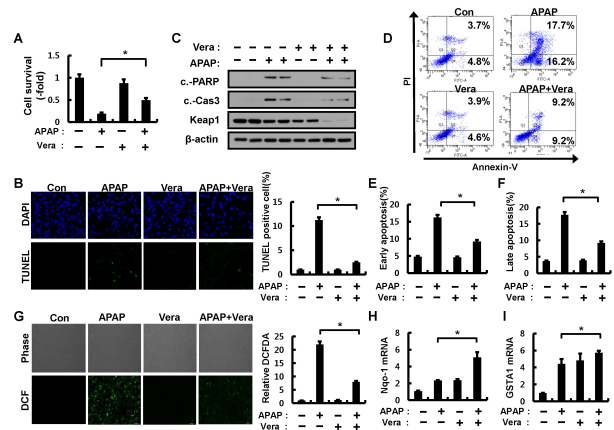 A
Cell survival (-fold)
1.5
1
0.5
0
APAP : - + - +
Vera : - - + +
*
C
Vera : - - - - + + + +
APAP: - - + + - - + +
c.-PARP
c.-Cas3
Keap1
β-actin
D
Con
APAP
3.7%
17.7%
4.8%
16.2%
Vera
APAP+Vera
3.9%
9.2%
4.6%
9.2%
PI
FITC-A
Annexin-V
B
Con APAP Vera APAP+Vera
DAPI
TUNEL
TUNEL positive cell(%)
15
10
5
0
*
APAP : - + - +
Vera : - - + +
E
Early apoptosis(%)
20
15
10
5
0
*
APAP : - + - +
Vera : - - + +
F
Late apoptosis(%)
20
15
10
5
0
*
APAP : - + - +
Vera : - - + +
G
Con APAP Vera APAP+Vera
Phase
DCF
Relative DCFDA
25
20
15
10
5
0
*
APAP : - + - +
Vera : - - + +
H
Nqo-1 mRNA
8
6
4
2
0
*
APAP : - + - +
Vera : - - + +
I
GSTA1 mRNA
8
6
4
2
0
*
APAP : - + - +
Vera : - - + +